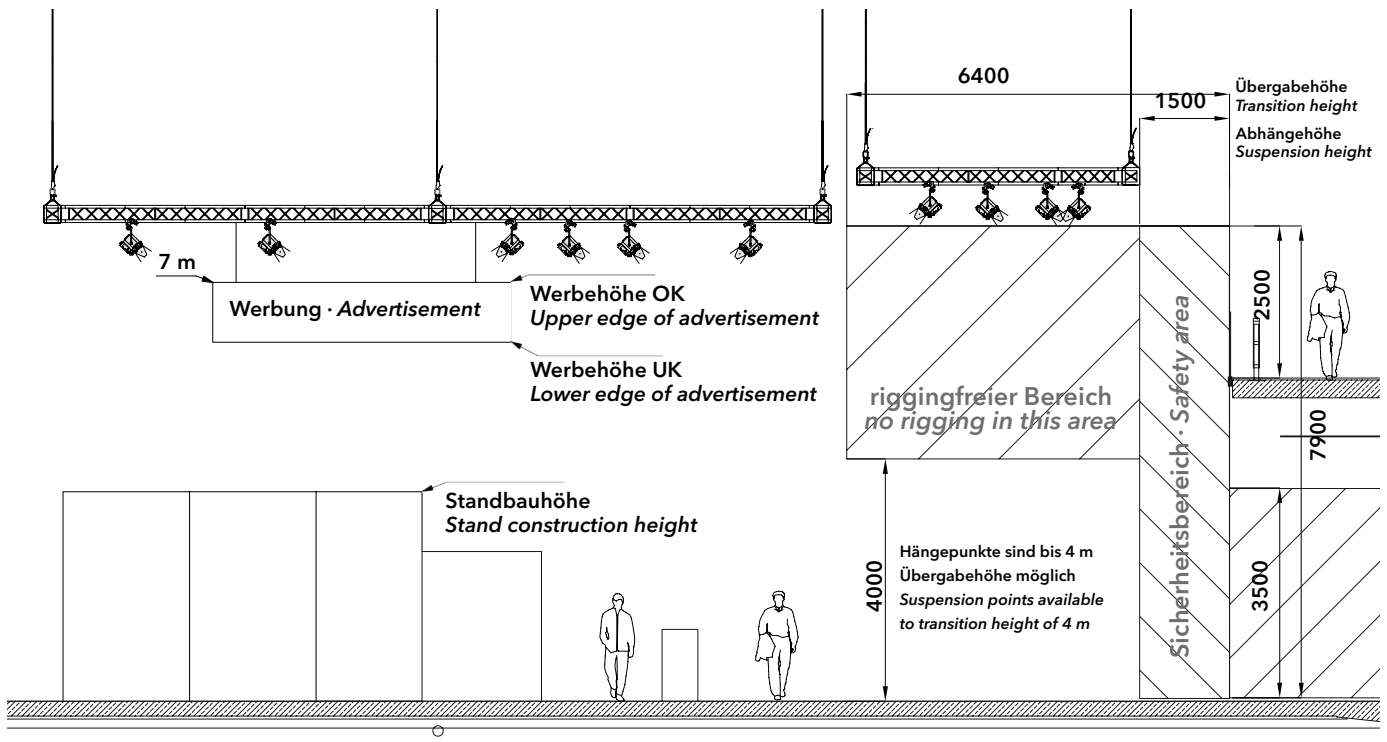 6400
1500
Übergabehöhe
Transition height
Abhängehöhe
Suspension height
7 m
Werbung · Advertisement
Werbehöhe OK
Upper edge of advertisement
Werbehöhe UK
Lower edge of advertisement
riggingfreier Bereich
no rigging in this area
Sicherheitsbereich · Safety area
2500
7900
Standbauhöhe
Stand construction height
4000
Hängepunkte sind bis 4 m
Übergabehöhe möglich
Suspension points available
to transition height of 4 m
3500